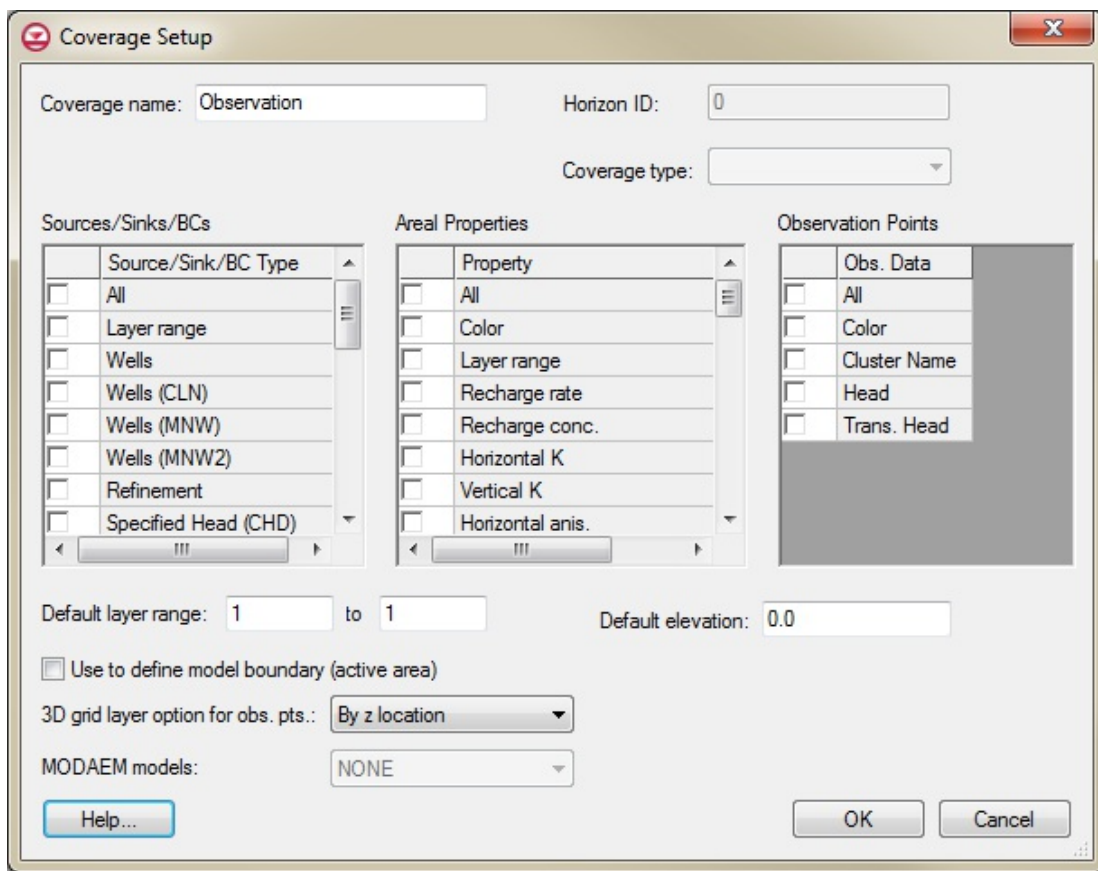 Coverage Setup
Coverage name: Observation
Horizon ID: 0
Coverage type:
Sources/Sinks/BCs
Source/Sink/BC Type
All
Layer range
Wells
Wells (CLN)
Wells (MNW)
Wells (MNW2)
Refinement
Specified Head (CHD)
Areal Properties
Property
All
Color
Layer range
Recharge rate
Recharge conc.
Horizontal K
Vertical K
Horizontal anis.
Observation Points
Obs. Data
All
Color
Cluster Name
Head
Trans. Head
Default layer range: 1 to 1
Default elevation: 0.0
Use to define model boundary (active area)
3D grid layer option for obs. pts.: By z location
MODAEM models: NONE
Help...
OK
Cancel